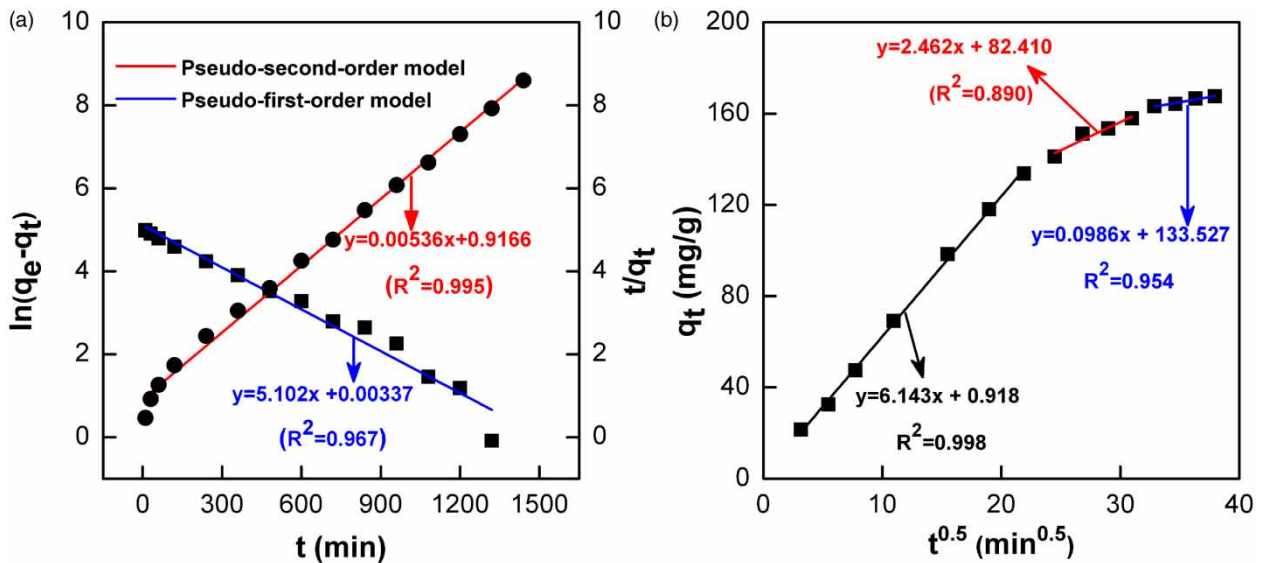 (a)
10
8
6
4
2
0
ln(qe-qt)
Pseudo-second-order model
Pseudo-first-order model
y=0.00536x+0.9166
(R²=0.995)
y=5.102x +0.00337
(R²=0.967)
10
8
6
4
2
0
t/qt
0 300 600 900 1200 1500
t (min)
(b)
200
160
120
80
40
0
qt (mg/g)
y=2.462x + 82.410
(R²=0.890)
y=0.0986x + 133.527
R²=0.954
y=6.143x + 0.918
R²=0.998
0 10 20 30 40
t^0.5 (min^0.5)